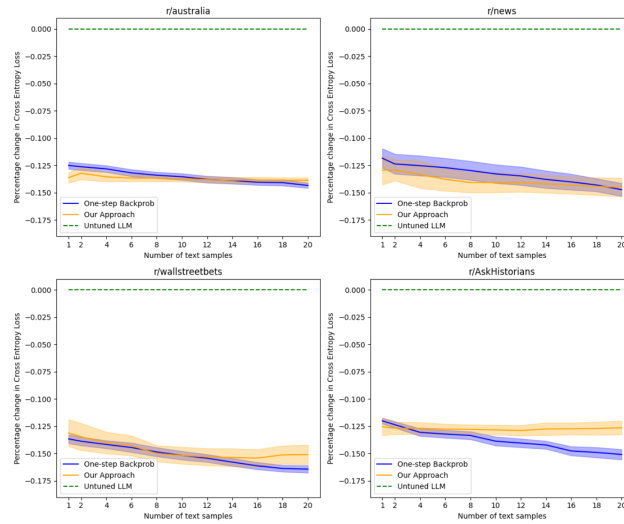 r/australia
Percentage change in Cross Entropy Loss
0.000
−0.025
−0.050
−0.075
−0.100
−0.125
−0.150
−0.175
One-step Backprob
Our Approach
Untuned LLM
1 2 4 6 8 10 12 14 16 18 20
Number of text samples
r/news
Percentage change in Cross Entropy Loss
0.000
−0.025
−0.050
−0.075
−0.100
−0.125
−0.150
−0.175
One-step Backprob
Our Approach
Untuned LLM
1 2 4 6 8 10 12 14 16 18 20
Number of text samples
r/wallstreetbets
Percentage change in Cross Entropy Loss
0.000
−0.025
−0.050
−0.075
−0.100
−0.125
−0.150
−0.175
One-step Backprob
Our Approach
Untuned LLM
1 2 4 6 8 10 12 14 16 18 20
Number of text samples
r/AskHistorians
Percentage change in Cross Entropy Loss
0.000
−0.025
−0.050
−0.075
−0.100
−0.125
−0.150
−0.175
One-step Backprob
Our Approach
Untuned LLM
1 2 4 6 8 10 12 14 16 18 20
Number of text samples